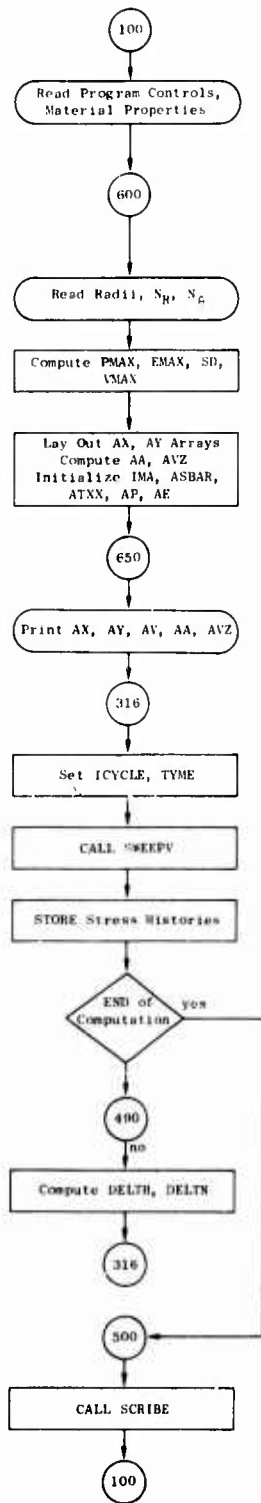 100
Read Program Controls,
Material Properties
600
Read Radii, N_R, N_G
Compute PMAX, EMAX, SD,
VMAX
Lay Out AX, AY Arrays
Compute AA, AVZ
Initialize IMA, ASBAR,
ATXX, AP, AE
650
Print AX, AY, AV, AA, AVZ
316
Set ICYCLE, TYME
CALL SWEEPV
STORE Stress Histories
END of yes
Computation
490
no
Compute DELTH, DELTN
316
500
CALL SCRIBE
100